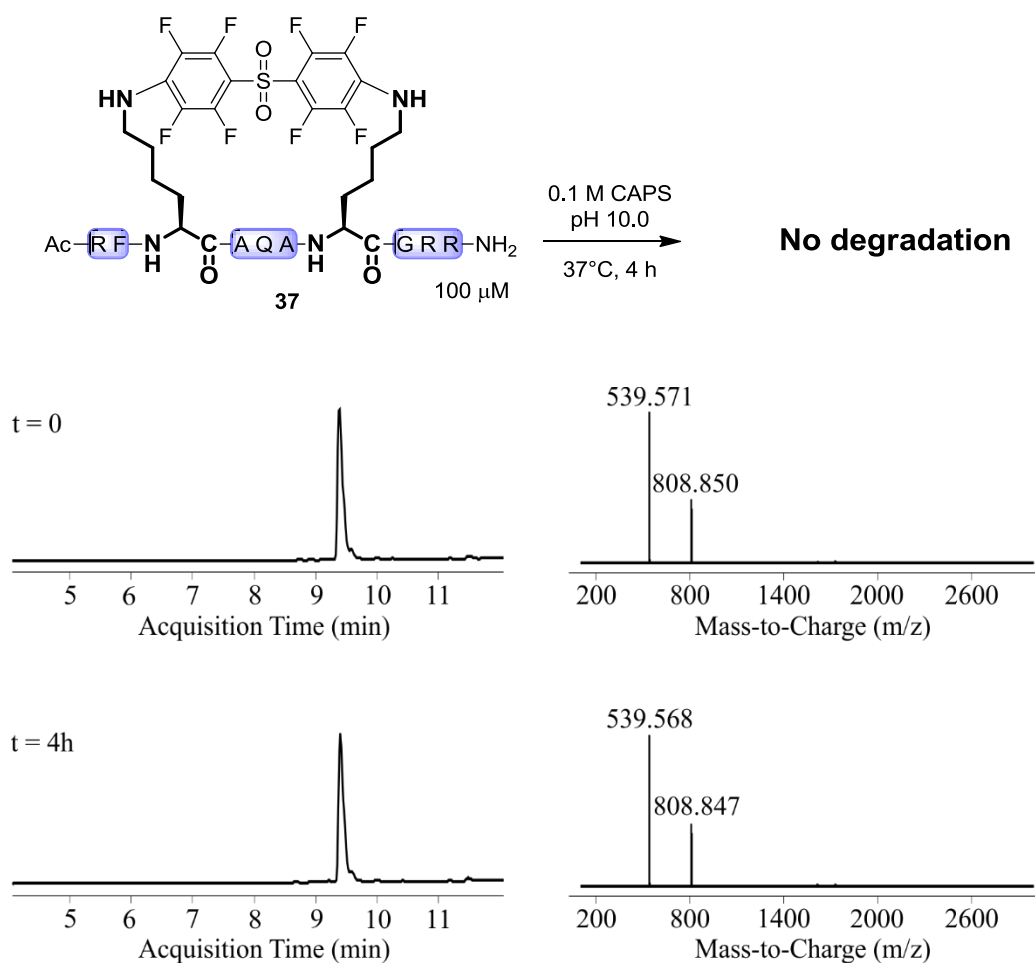 F F F F
O
S
O
HN NH
F F F F
0.1 M CAPS
pH 10.0
37°C, 4 h
No degradation
Ac R F N H O A Q A N H O G R R NH2
37
100 μM
t = 0
539.571
808.850
5 6 7 8 9 10 11
Acquisition Time (min)
200 800 1400 2000 2600
Mass-to-Charge (m/z)
t = 4h
539.568
808.847
5 6 7 8 9 10 11
Acquisition Time (min)
200 800 1400 2000 2600
Mass-to-Charge (m/z)